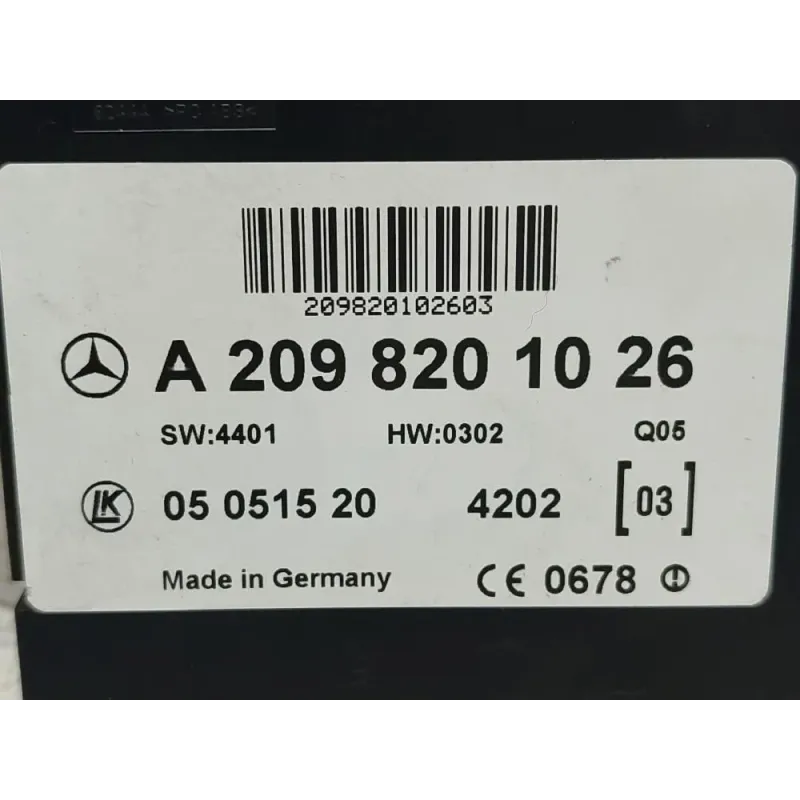 209820102603
A 209 820 10 26
SW:4401 HW:0302 Q05
LK 05 0515 20 4202 [03]
Made in Germany CE 0678